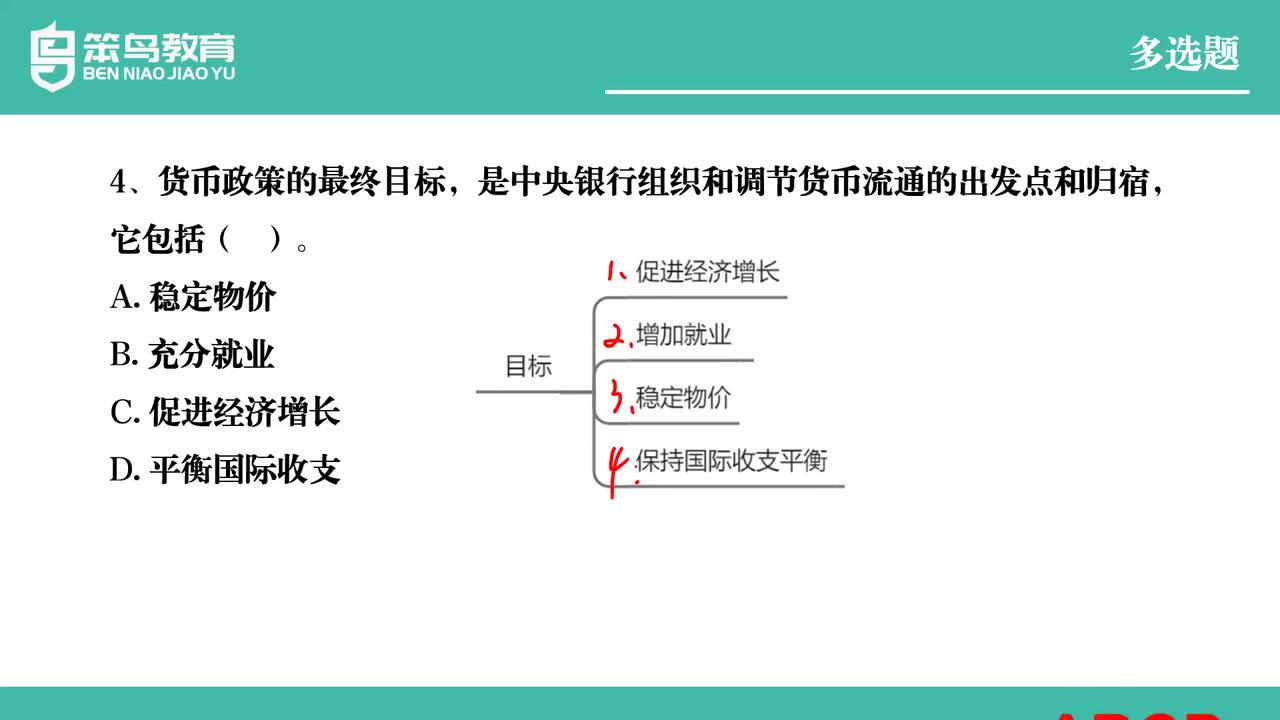 笨鸟教育
BEN NIAO JIAO YU
多选题
4、货币政策的最终目标，是中央银行组织和调节货币流通的出发点和归宿，
它包括（ ）。
A. 稳定物价
B. 充分就业
C. 促进经济增长
D. 平衡国际收支
目标
1、促进经济增长
2.增加就业
3.稳定物价
4.保持国际收支平衡